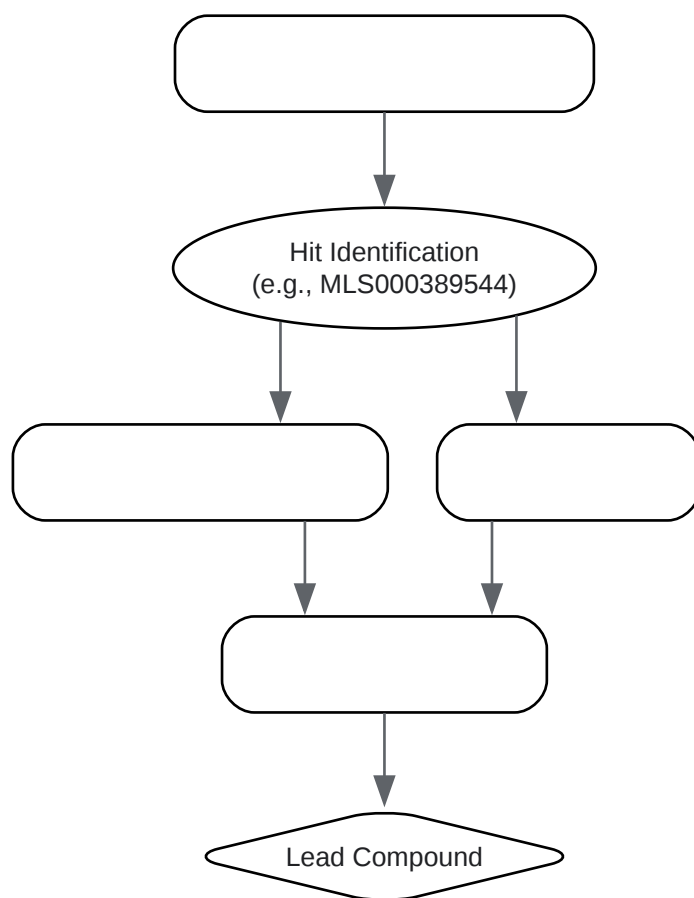 Hit Identification
(e.g., MLS000389544)
Lead Compound